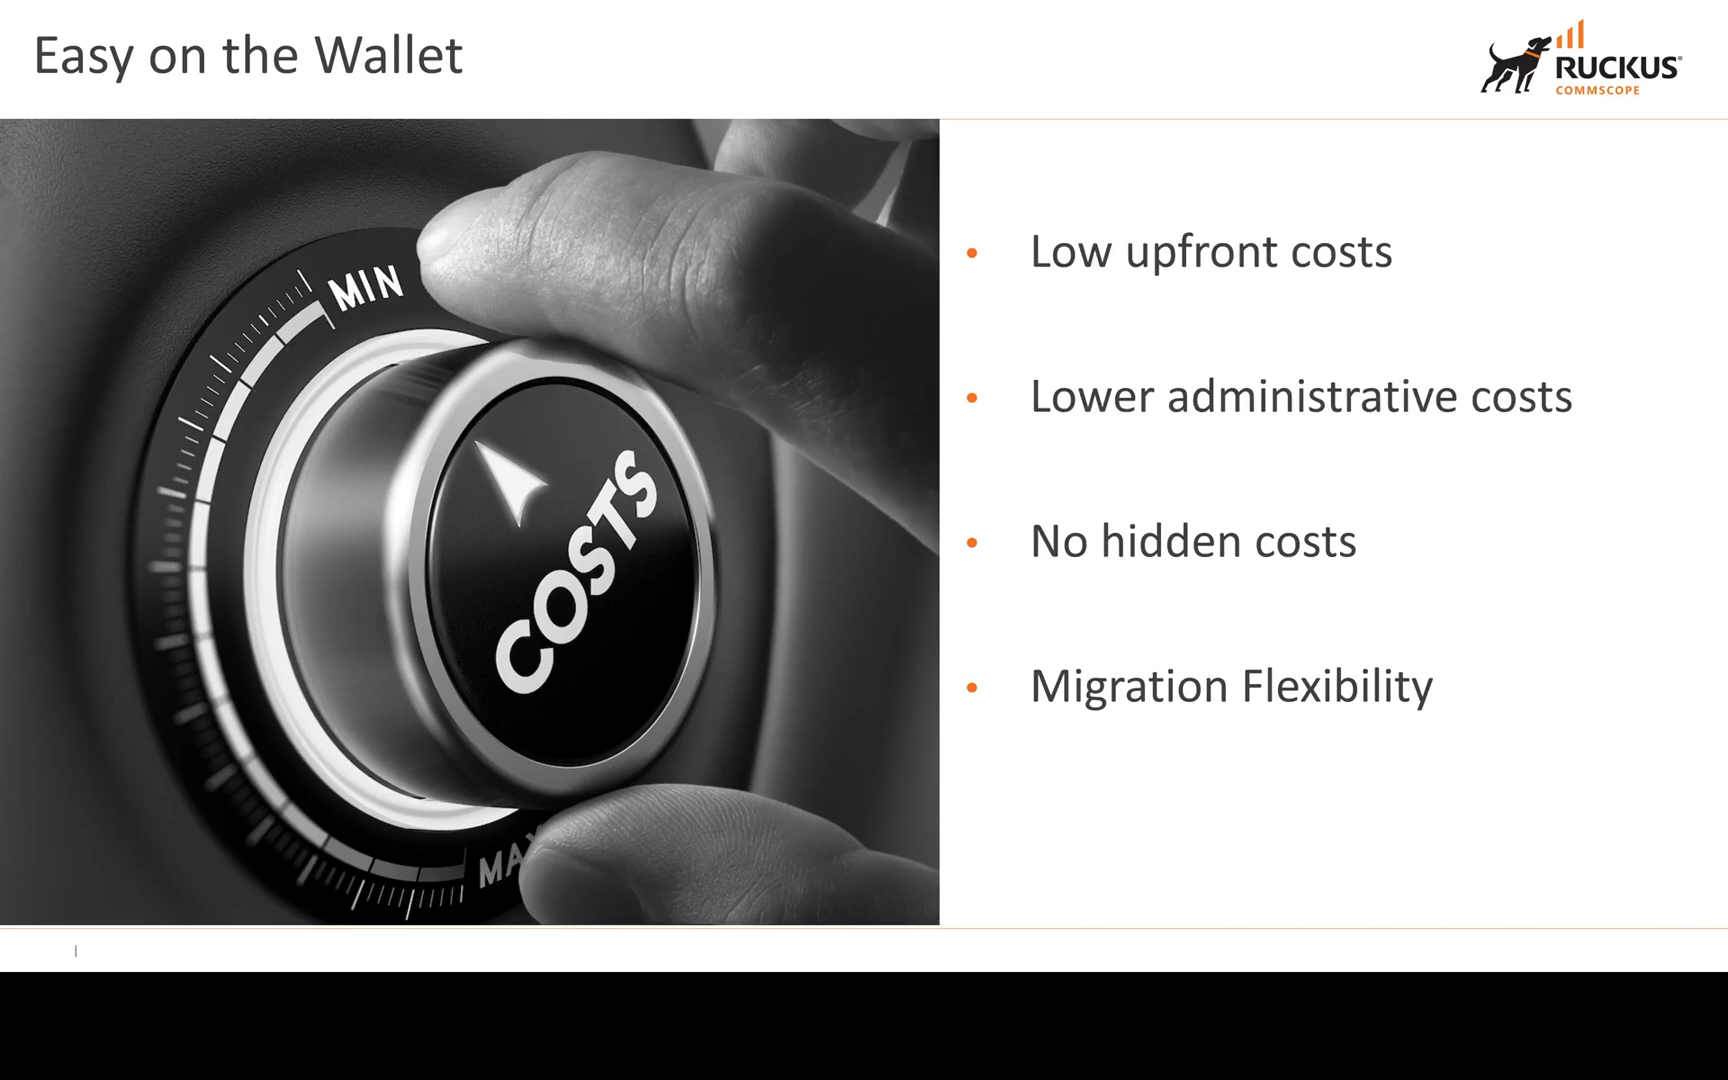 Easy on the Wallet
RUCKUS®
COMMSCOPE
MIN
COSTS
MAX
• Low upfront costs
• Lower administrative costs
• No hidden costs
• Migration Flexibility